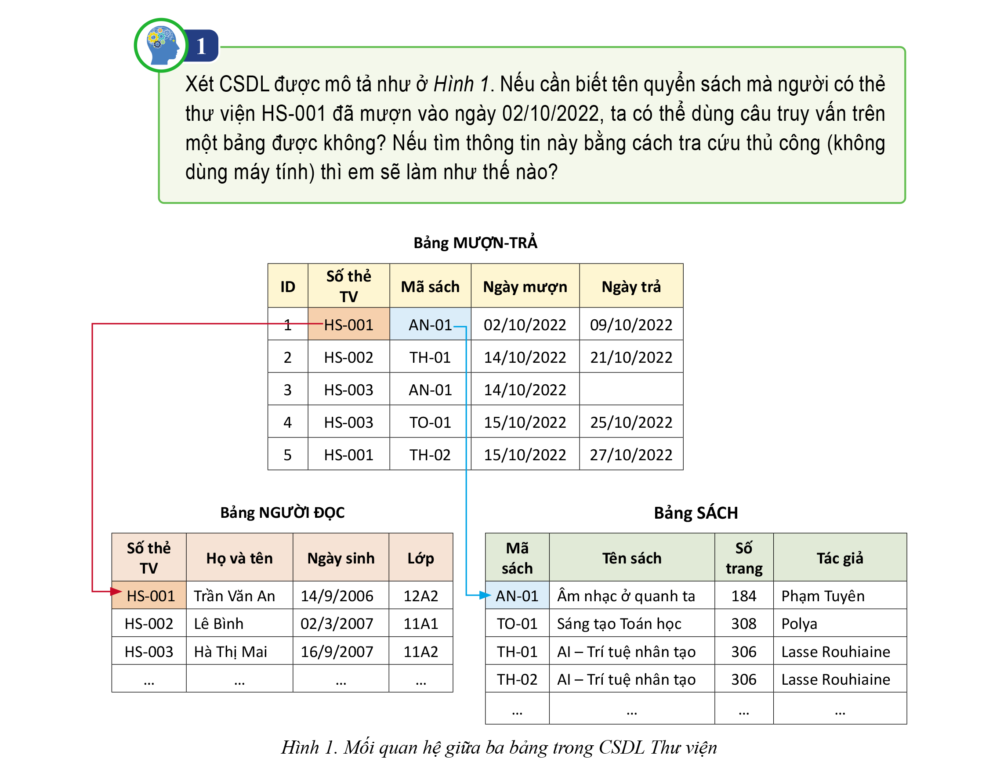 1
Xét CSDL được mô tả như ở Hình 1. Nếu cần biết tên quyển sách mà người có thẻ
thư viện HS-001 đã mượn vào ngày 02/10/2022, ta có thể dùng câu truy vấn trên
một bảng được không? Nếu tìm thông tin này bằng cách tra cứu thủ công (không
dùng máy tính) thì em sẽ làm như thế nào?
Bảng MƯỢN-TRẢ
ID Số thẻ TV Mã sách Ngày mượn Ngày trả
1 HS-001 AN-01 02/10/2022 09/10/2022
2 HS-002 TH-01 14/10/2022 21/10/2022
3 HS-003 AN-01 14/10/2022
4 HS-003 TO-01 15/10/2022 25/10/2022
5 HS-001 TH-02 15/10/2022 27/10/2022
Bảng NGƯỜI ĐỌC
Số thẻ TV Họ và tên Ngày sinh Lớp
HS-001 Trần Văn An 14/9/2006 12A2
HS-002 Lê Bình 02/3/2007 11A1
HS-003 Hà Thị Mai 16/9/2007 11A2
... ... ... ...
Bảng SÁCH
Mã sách Tên sách Số trang Tác giả
AN-01 Âm nhạc ở quanh ta 184 Phạm Tuyên
TO-01 Sáng tạo Toán học 308 Polya
TH-01 AI – Trí tuệ nhân tạo 306 Lasse Rouhiaine
TH-02 AI – Trí tuệ nhân tạo 306 Lasse Rouhiaine
... ... ... ...
Hình 1. Mối quan hệ giữa ba bảng trong CSDL Thư viện